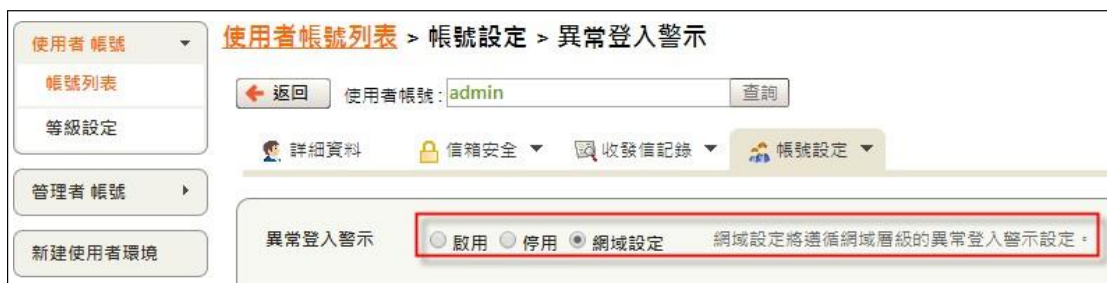 使用者帳號列表 > 帳號設定 > 異常登入警示
使用者 帳號
帳號列表
等級設定
管理者 帳號
新建使用者環境
返回 使用者帳號: admin 查詢
詳細資料 信箱安全 收發信記錄 帳號設定
異常登入警示 啟用 停用 網域設定 網域設定將遵循網域層級的異常登入警示設定。